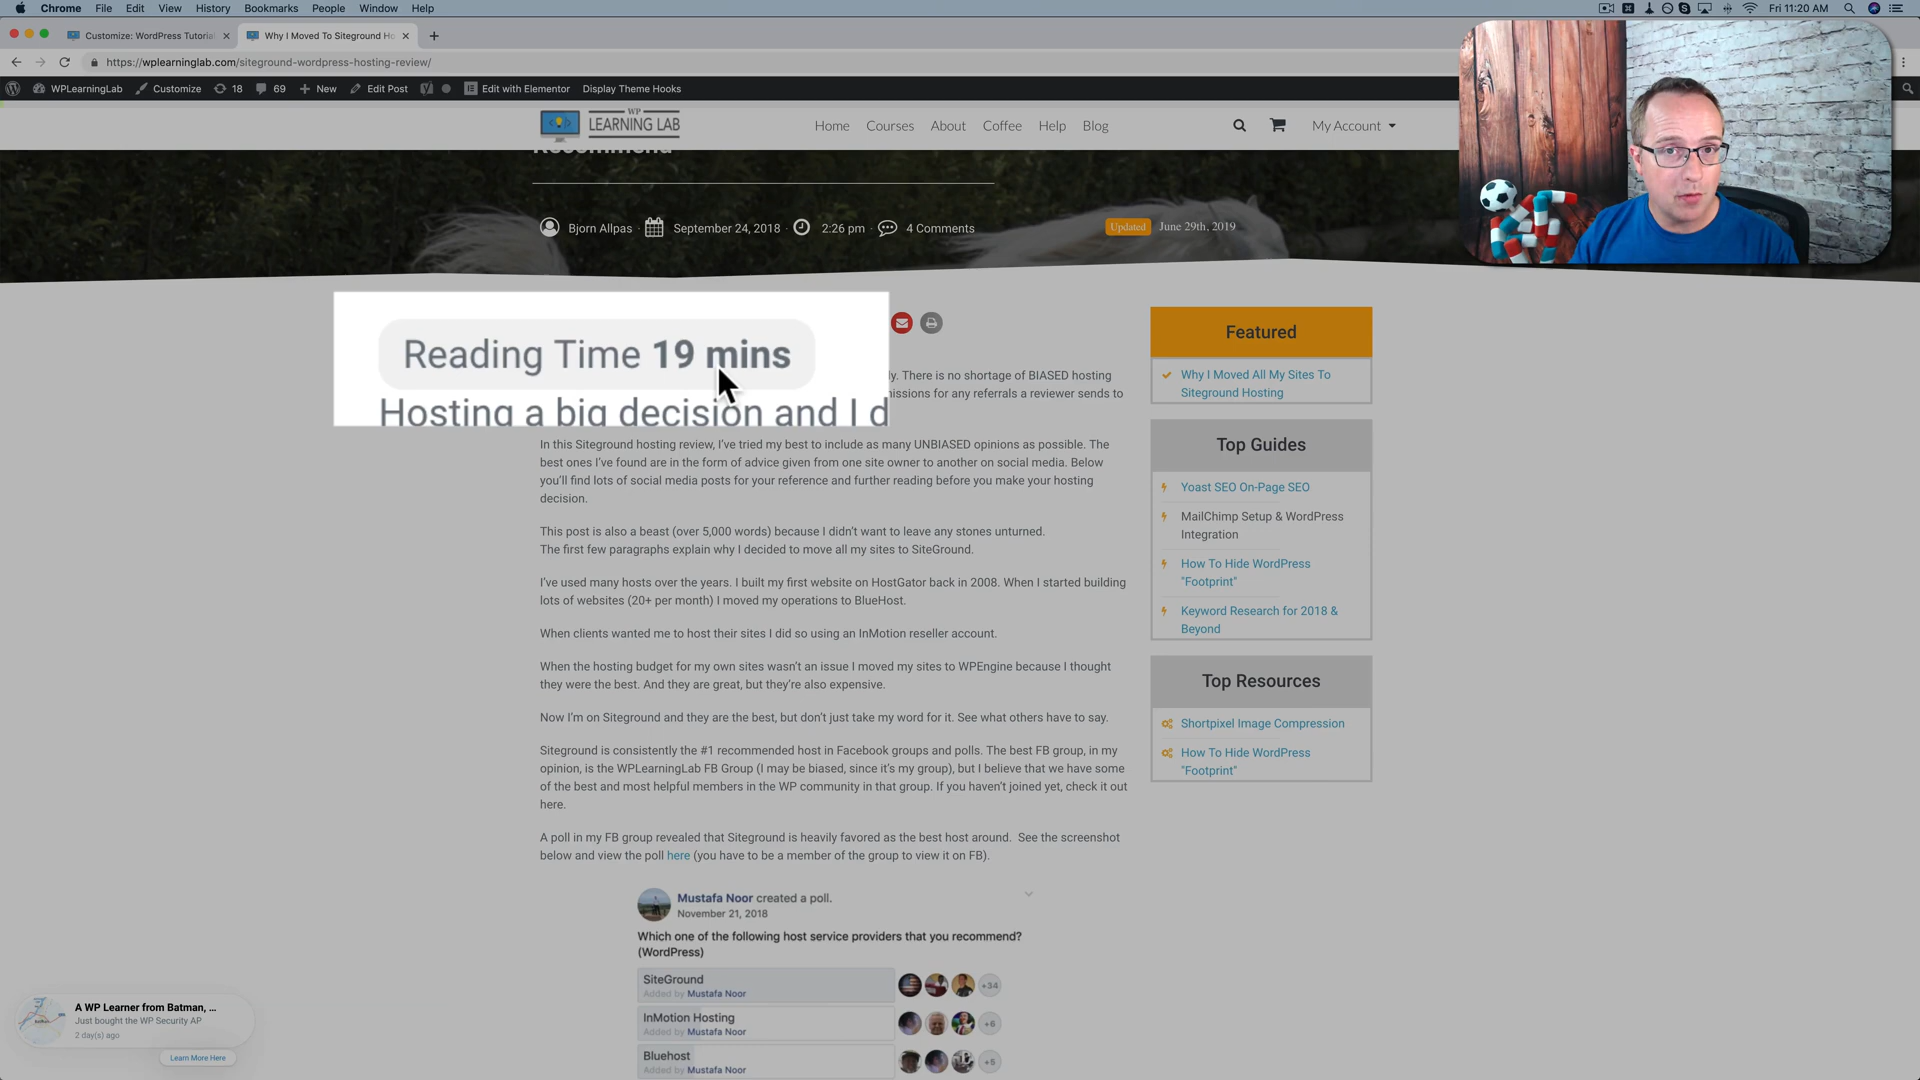 Chrome File Edit View History Bookmarks People Window Help
Fri 11:20 AM
Customize: WordPress Tutoria
Why I Moved To Siteground Ho
https://wplearninglab.com/siteground-wordpress-hosting-review/
WPLearningLab Customize 18 69 New Edit Post Edit with Elementor Display Theme Hooks
WP
LEARNING LAB
Home Courses About Coffee Help Blog
My Account
Recommend
Bjorn Allpas · September 24, 2018 · 2:26 pm · 4 Comments
Updated June 29th, 2019
Reading Time 19 mins
Hosting a big decision and I d
ly. There is no shortage of BIASED hosting
missions for any referrals a reviewer sends to
In this Siteground hosting review, I've tried my best to include as many UNBIASED opinions as possible. The
best ones I've found are in the form of advice given from one site owner to another on social media. Below
you'll find lots of social media posts for your reference and further reading before you make your hosting
decision.
This post is also a beast (over 5,000 words) because I didn't want to leave any stones unturned.
The first few paragraphs explain why I decided to move all my sites to SiteGround.
I've used many hosts over the years. I built my first website on HostGator back in 2008. When I started building
lots of websites (20+ per month) I moved my operations to BlueHost.
When clients wanted me to host their sites I did so using an InMotion reseller account.
When the hosting budget for my own sites wasn't an issue I moved my sites to WPEngine because I thought
they were the best. And they are great, but they're also expensive.
Now I'm on Siteground and they are the best, but don't just take my word for it. See what others have to say.
Siteground is consistently the #1 recommended host in Facebook groups and polls. The best FB group, in my
opinion, is the WPLearningLab FB Group (I may be biased, since it's my group), but I believe that we have some
of the best and most helpful members in the WP community in that group. If you haven't joined yet, check it out
here.
A poll in my FB group revealed that Siteground is heavily favored as the best host around. See the screenshot
below and view the poll here (you have to be a member of the group to view it on FB).
Mustafa Noor created a poll.
November 21, 2018
Which one of the following host service providers that you recommend?
(WordPress)
SiteGround
Added by Mustafa Noor
+34
InMotion Hosting
Added by Mustafa Noor
+6
Bluehost
Added by Mustafa Noor
+5
Featured
Why I Moved All My Sites To
Siteground Hosting
Top Guides
Yoast SEO On-Page SEO
MailChimp Setup & WordPress
Integration
How To Hide WordPress
"Footprint"
Keyword Research for 2018 &
Beyond
Top Resources
Shortpixel Image Compression
How To Hide WordPress
"Footprint"
A WP Learner from Batman, ...
Just bought the WP Security AP
2 day(s) ago
Learn More Here